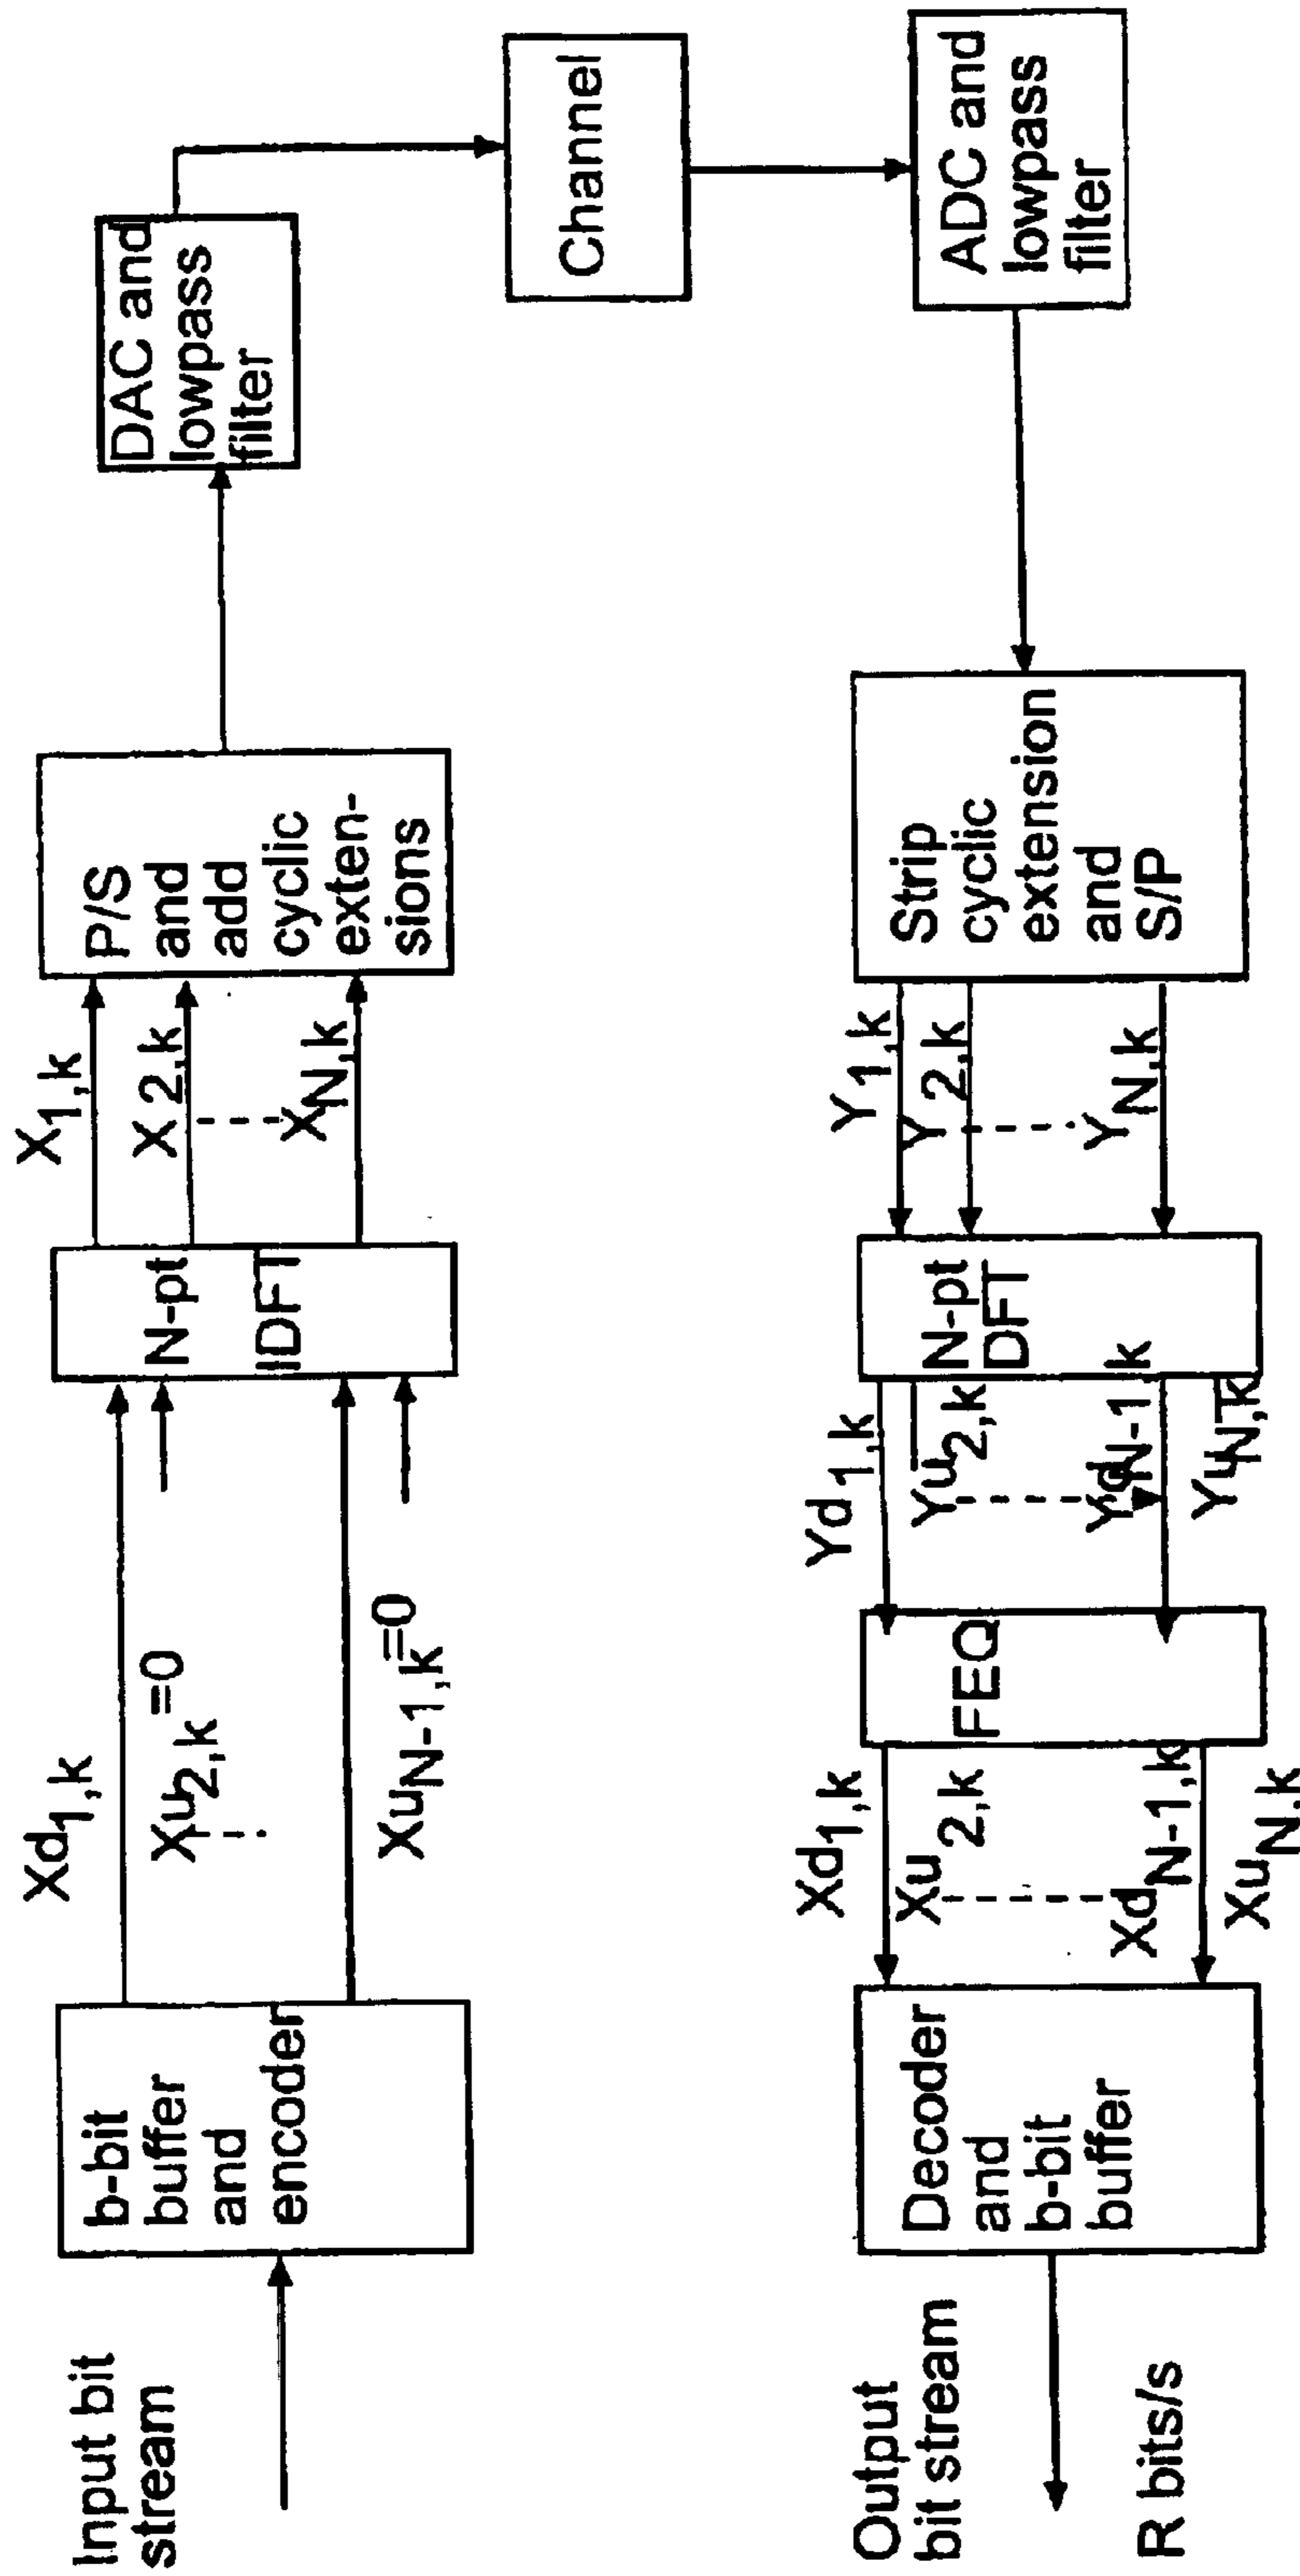 Input bit
stream
b-bit
buffer
and
encoder
Xd1,k
Xu2,k=0
XuN-1,k=0
N-pt
IDFT
X1,k
X2,k
XN,k
P/S
and
add
cyclic
exten-
sions
DAC and
lowpass
filter
Channel
ADC and
lowpass
filter
Strip
cyclic
extension
and
S/P
Y1,k
Y2,k
YN,k
N-pt
DFT
Yd1,k
Yu2,k
YdN-1,k
YuN,k
FEQ
Xd1,k
Xu2,k
XdN-1,k
XuN,k
Decoder
and
b-bit
buffer
Output
bit stream
R bits/s